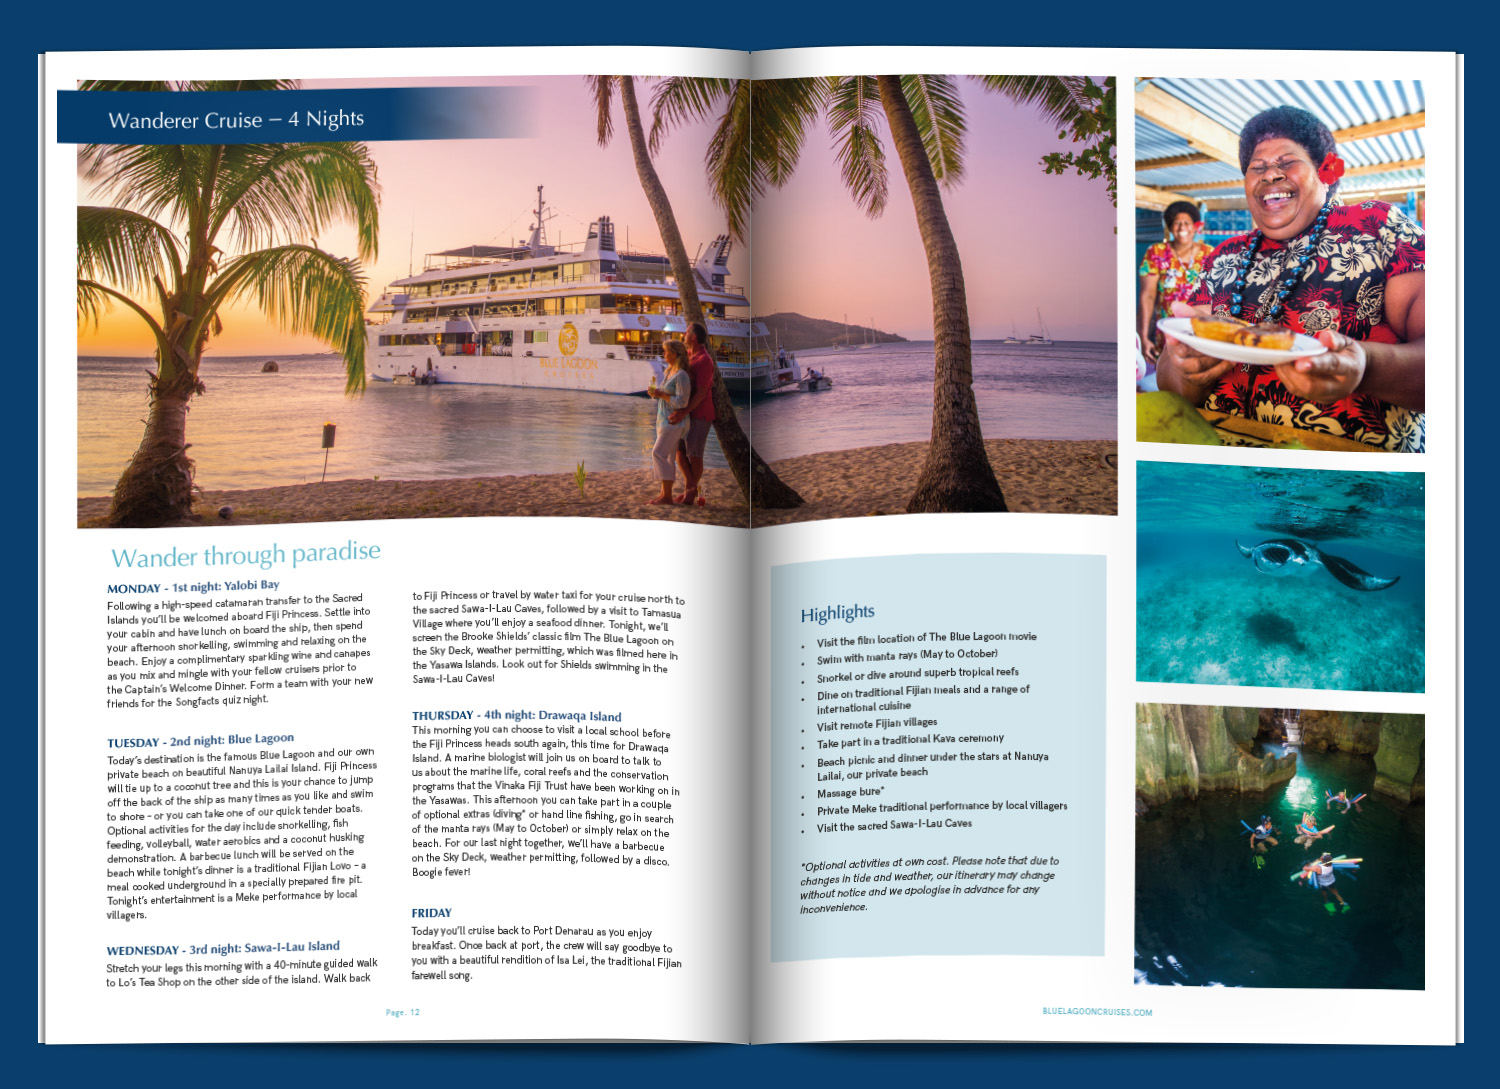 Wanderer Cruise – 4 Nights
BLUE LAGOON
CRUISES
Wander through paradise
MONDAY - 1st night: Yalobi Bay
Following a high-speed catamaran transfer to the Sacred
Islands you'll be welcomed aboard Fiji Princess. Settle into
your cabin and have lunch on board the ship, then spend
your afternoon snorkelling, swimming and relaxing on the
beach. Enjoy a complimentary sparkling wine and canapes
as you mix and mingle with your fellow cruisers prior to
the Captain's Welcome Dinner. Form a team with your new
friends for the Songfacts quiz night.
TUESDAY - 2nd night: Blue Lagoon
Today's destination is the famous Blue Lagoon and our own
private beach on beautiful Nanuya Lailai Island. Fiji Princess
will tie up to a coconut tree and this is your chance to jump
off the back of the ship as many times as you like and swim
to shore - or you can take one of our quick tender boats.
Optional activities for the day include snorkelling, fish
feeding, volleyball, water aerobics and a coconut husking
demonstration. A barbecue lunch will be served on the
beach while tonight's dinner is a traditional Fijian Lovo - a
meal cooked underground in a specially prepared fire pit.
Tonight's entertainment is a Meke performance by local
villagers.
WEDNESDAY - 3rd night: Sawa-I-Lau Island
Stretch your legs this morning with a 40-minute guided walk
to Lo's Tea Shop on the other side of the island. Walk back
to Fiji Princess or travel by water taxi for your cruise north to
the sacred Sawa-I-Lau Caves, followed by a visit to Tamasua
Village where you'll enjoy a seafood dinner. Tonight, we'll
screen the Brooke Shields' classic film The Blue Lagoon on
the Sky Deck, weather permitting, which was filmed here in
the Yasawa Islands. Look out for Shields swimming in the
Sawa-I-Lau Caves!
THURSDAY - 4th night: Drawaqa Island
This morning you can choose to visit a local school before
the Fiji Princess heads south again, this time for Drawaqa
Island. A marine biologist will join us on board to talk to
us about the marine life, coral reefs and the conservation
programs that the Vinaka Fiji Trust have been working on in
the Yasawas. This afternoon you can take part in a couple
of optional extras (diving* or hand line fishing, go in search
of the manta rays (May to October) or simply relax on the
beach. For our last night together, we'll have a barbecue
on the Sky Deck, weather permitting, followed by a disco.
Boogie fever!
FRIDAY
Today you'll cruise back to Port Denarau as you enjoy
breakfast. Once back at port, the crew will say goodbye to
you with a beautiful rendition of Isa Lei, the traditional Fijian
farewell song.
Page. 12
Highlights
• Visit the film location of The Blue Lagoon movie
• Swim with manta rays (May to October)
• Snorkel or dive around superb tropical reefs
• Dine on traditional Fijian meals and a range of
international cuisine
• Visit remote Fijian villages
• Take part in a traditional Kava ceremony
• Beach picnic and dinner under the stars at Nanuya
Lailai, our private beach
• Massage bure*
• Private Meke traditional performance by local villagers
• Visit the sacred Sawa-I-Lau Caves
*Optional activities at own cost. Please note that due to
changes in tide and weather, our itinerary may change
without notice and we apologise in advance for any
inconvenience.
BLUELAGOONCRUISES.COM